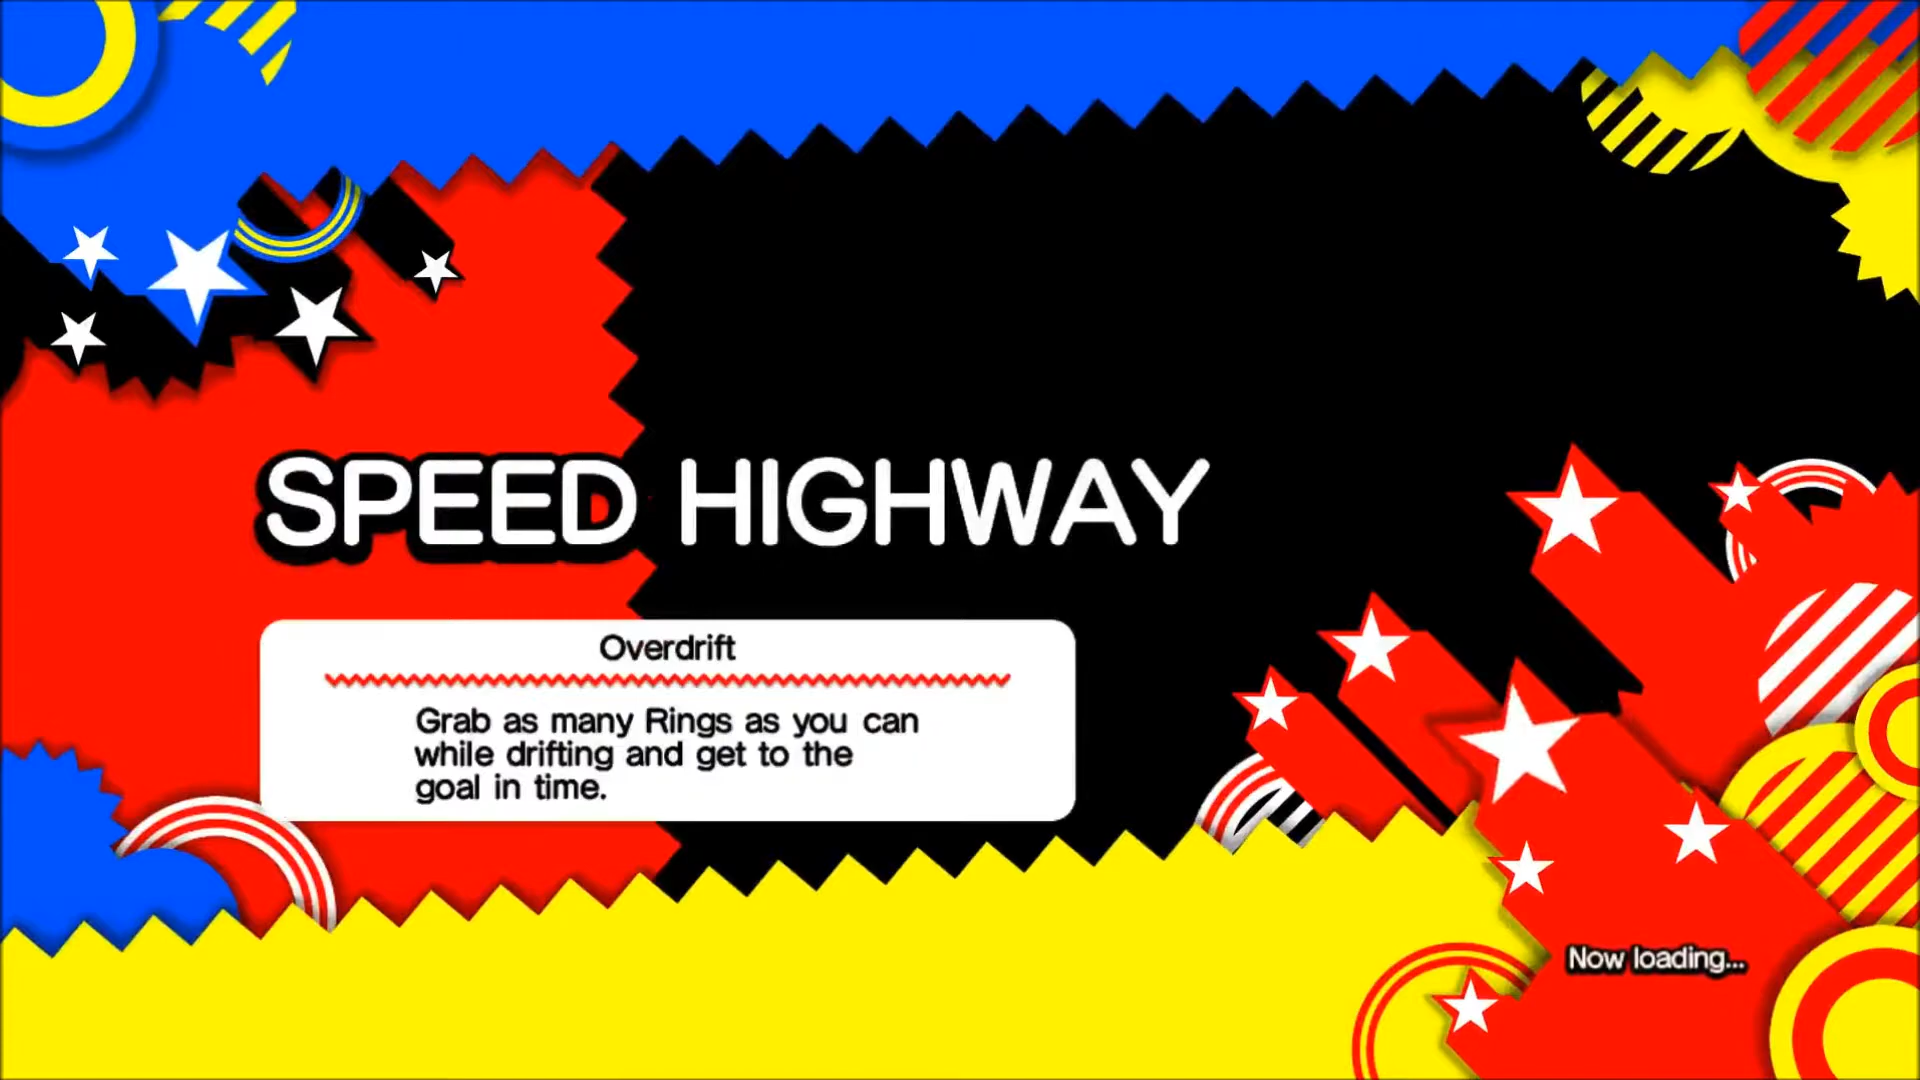 SPEED HIGHWAY
Overdrift
Grab as many Rings as you can
while drifting and get to the
goal in time.
Now loading...